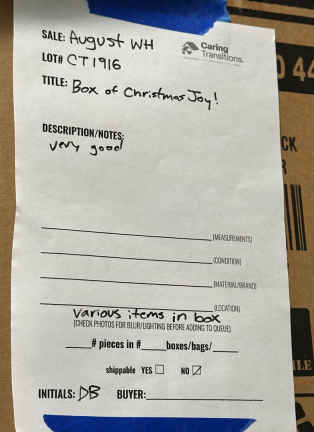 SALE: August WH
Caring
Transitions.
LOT# CT1916
TITLE: Box of Christmas Joy!
DESCRIPTION/NOTES:
very good
(MEASUREMENTS)
(CONDITION)
(MATERIAL/BRAND)
(LOCATION)
various items in box
(CHECK PHOTOS FOR BLUR/LIGHTING BEFORE ADDING TO QUEUE)
# pieces in # boxes/bags/
shippable YES NO
INITIALS: DB BUYER: